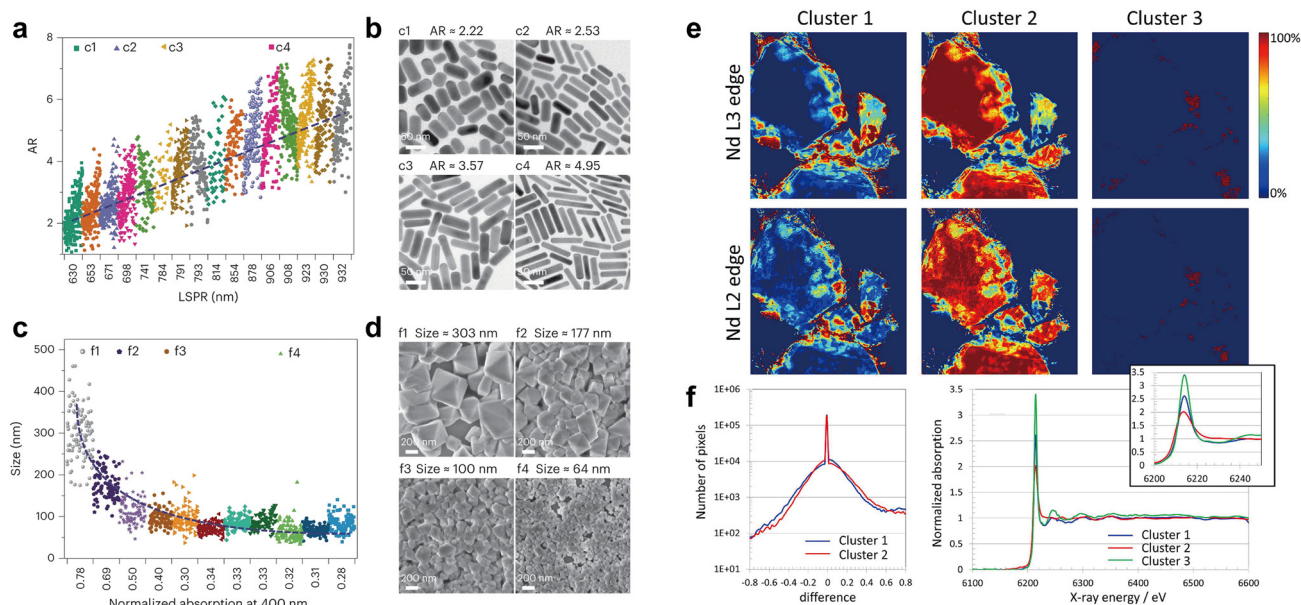 a
c1 c2 c3 c4
AR
8
6
4
2
630 653 671 698 741 784 791 793 814 854 878 906 908 923 930 932
LSPR (nm)
b
c1 AR ≈ 2.22 c2 AR ≈ 2.53
50 nm 50 nm
c3 AR ≈ 3.57 c4 AR ≈ 4.95
50 nm 50 nm
c
f1 f2 f3 f4
Size (nm)
500
400
300
200
100
0
0.78 0.69 0.50 0.40 0.30 0.34 0.33 0.33 0.32 0.31 0.28
Normalized absorption at 400 nm
d
f1 Size ≈ 303 nm f2 Size ≈ 177 nm
200 nm 200 nm
f3 Size ≈ 100 nm f4 Size ≈ 64 nm
200 nm 200 nm
e
Cluster 1 Cluster 2 Cluster 3
Nd L3 edge
100%
0%
Nd L2 edge
f
Number of pixels
1E+06
1E+05
1E+04
1E+03
1E+02
1E+01
-0.8 -0.6 -0.4 -0.2 0 0.2 0.4 0.6 0.8
difference
Cluster 1
Cluster 2
Normalized absorption
3.5
3
2.5
2
1.5
1
0.5
0
6100 6200 6300 6400 6500 6600
X-ray energy / eV
Cluster 1
Cluster 2
Cluster 3
3.5
3
2.5
2
1.5
1
0.5
0
6200 6220 6240